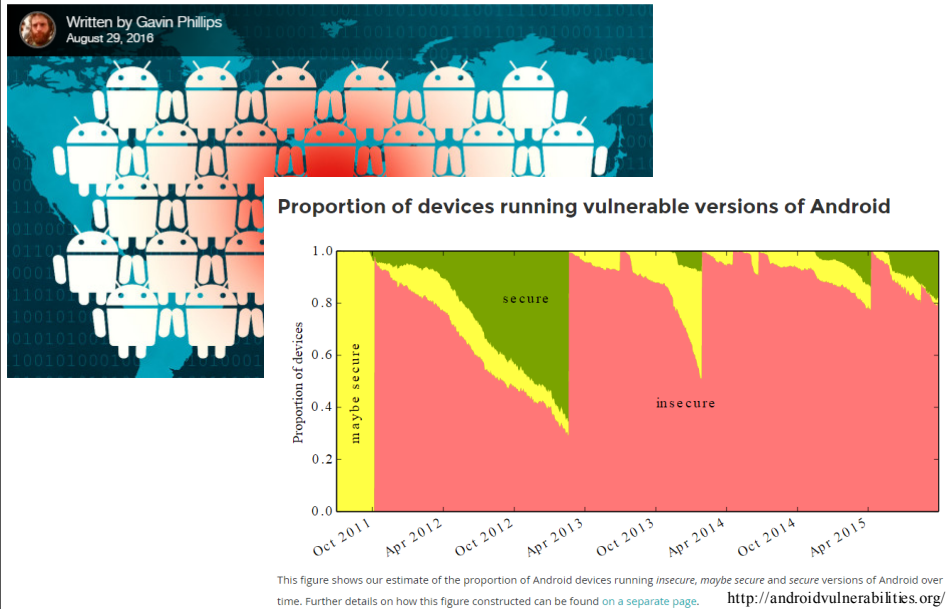 Written by Gavin Phillips
August 29, 2016
Proportion of devices running vulnerable versions of Android
1.0
0.8
0.6
0.4
0.2
0.0
Proportion of devices
maybe secure
secure
insecure
Oct 2011
Apr 2012
Oct 2012
Apr 2013
Oct 2013
Apr 2014
Oct 2014
Apr 2015
This figure shows our estimate of the proportion of Android devices running insecure, maybe secure and secure versions of Android over
time. Further details on how this figure constructed can be found on a separate page.
http://androidvulnerabilities.org/